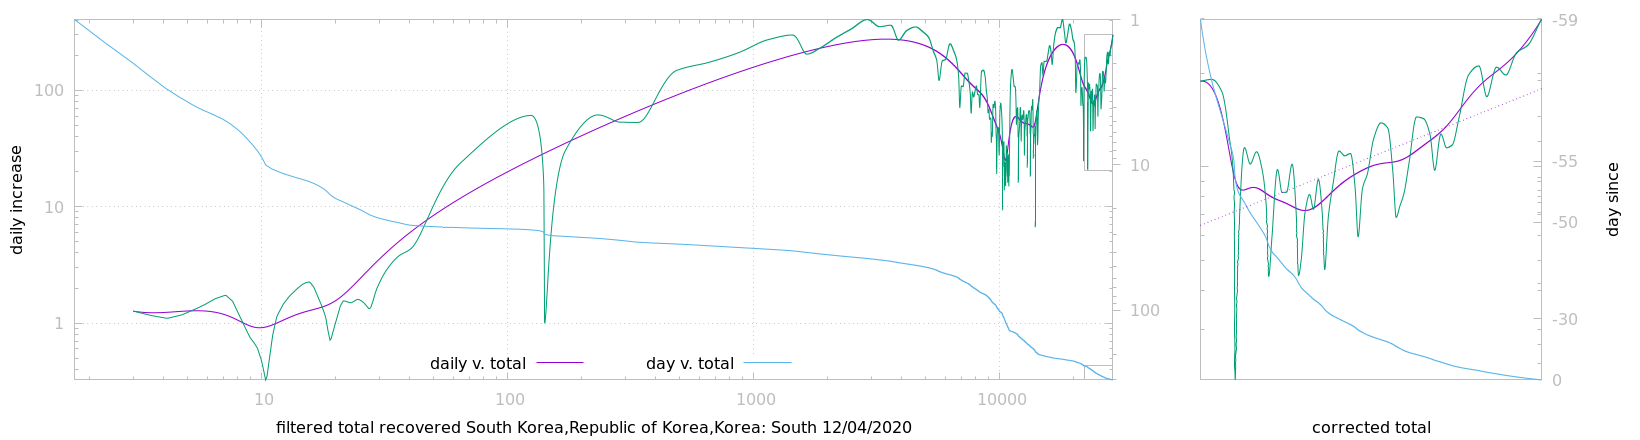 1
-59
100
daily increase
10
-55
10
-50
day since
1
100
-30
daily v. total
day v. total
0
10
100
1000
10000
filtered total recovered South Korea,Republic of Korea,Korea: South 12/04/2020
corrected total